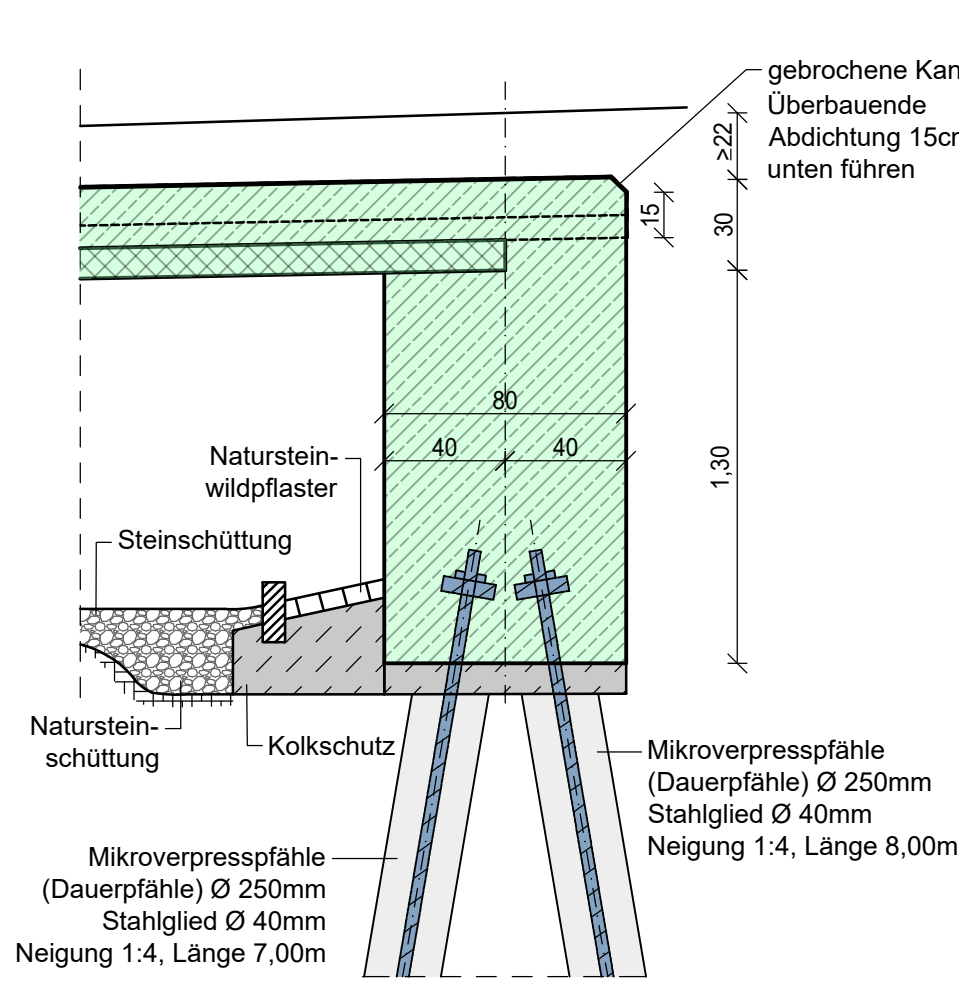 gebrochene Kan
Überbauende
Abdichtung 15cm
unten führen
≥22
15
30
80
40
40
1,30
Naturstein-
wildpflaster
Steinschüttung
Naturstein-
schüttung
Kolkschutz
Mikroverpresspfähle
(Dauerpfähle) Ø 250mm
Stahlglied Ø 40mm
Neigung 1:4, Länge 8,00m
Mikroverpresspfähle
(Dauerpfähle) Ø 250mm
Stahlglied Ø 40mm
Neigung 1:4, Länge 7,00m